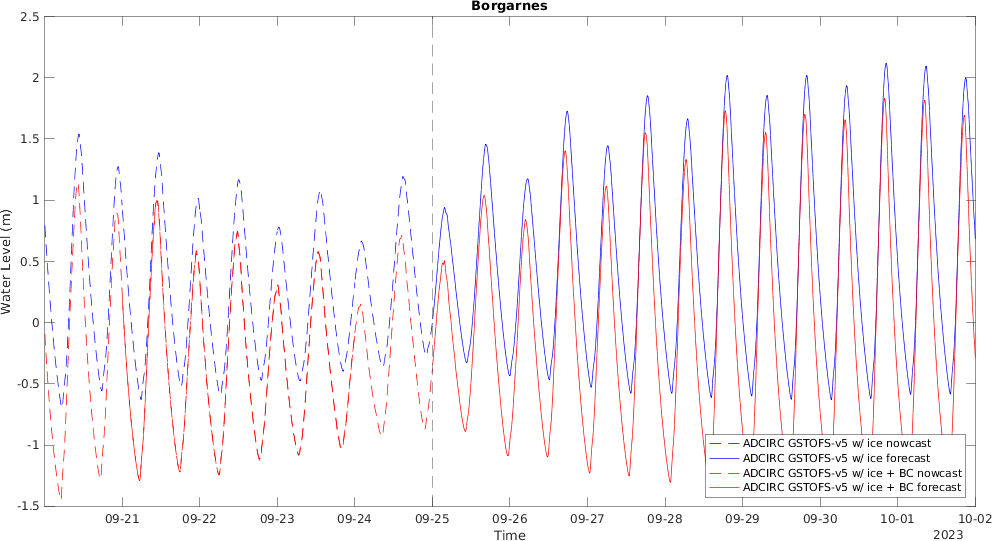 Borgarnes
Water Level (m)
2.5
2
1.5
1
0.5
0
-0.5
-1
-1.5
ADCIRC GSTOFS-v5 w/ ice nowcast
ADCIRC GSTOFS-v5 w/ ice forecast
ADCIRC GSTOFS-v5 w/ ice + BC nowcast
ADCIRC GSTOFS-v5 w/ ice + BC forecast
09-21 09-22 09-23 09-24 09-25 09-26 09-27 09-28 09-29 09-30 10-01 10-02
Time
2023